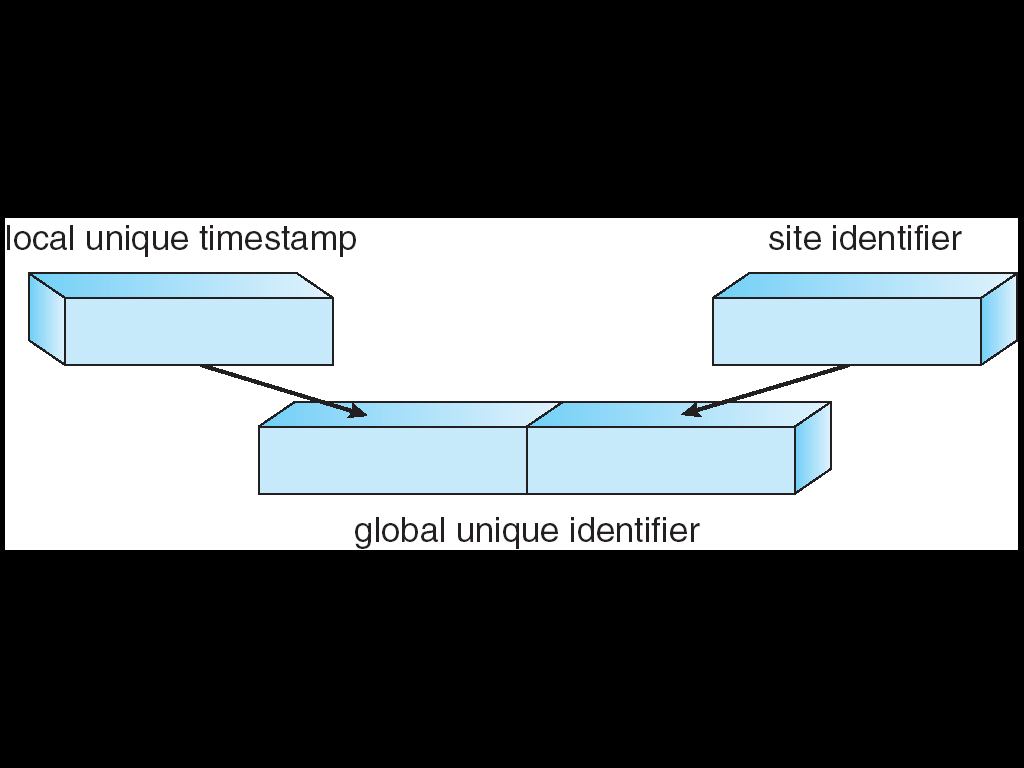 local unique timestamp
site identifier
global unique identifier